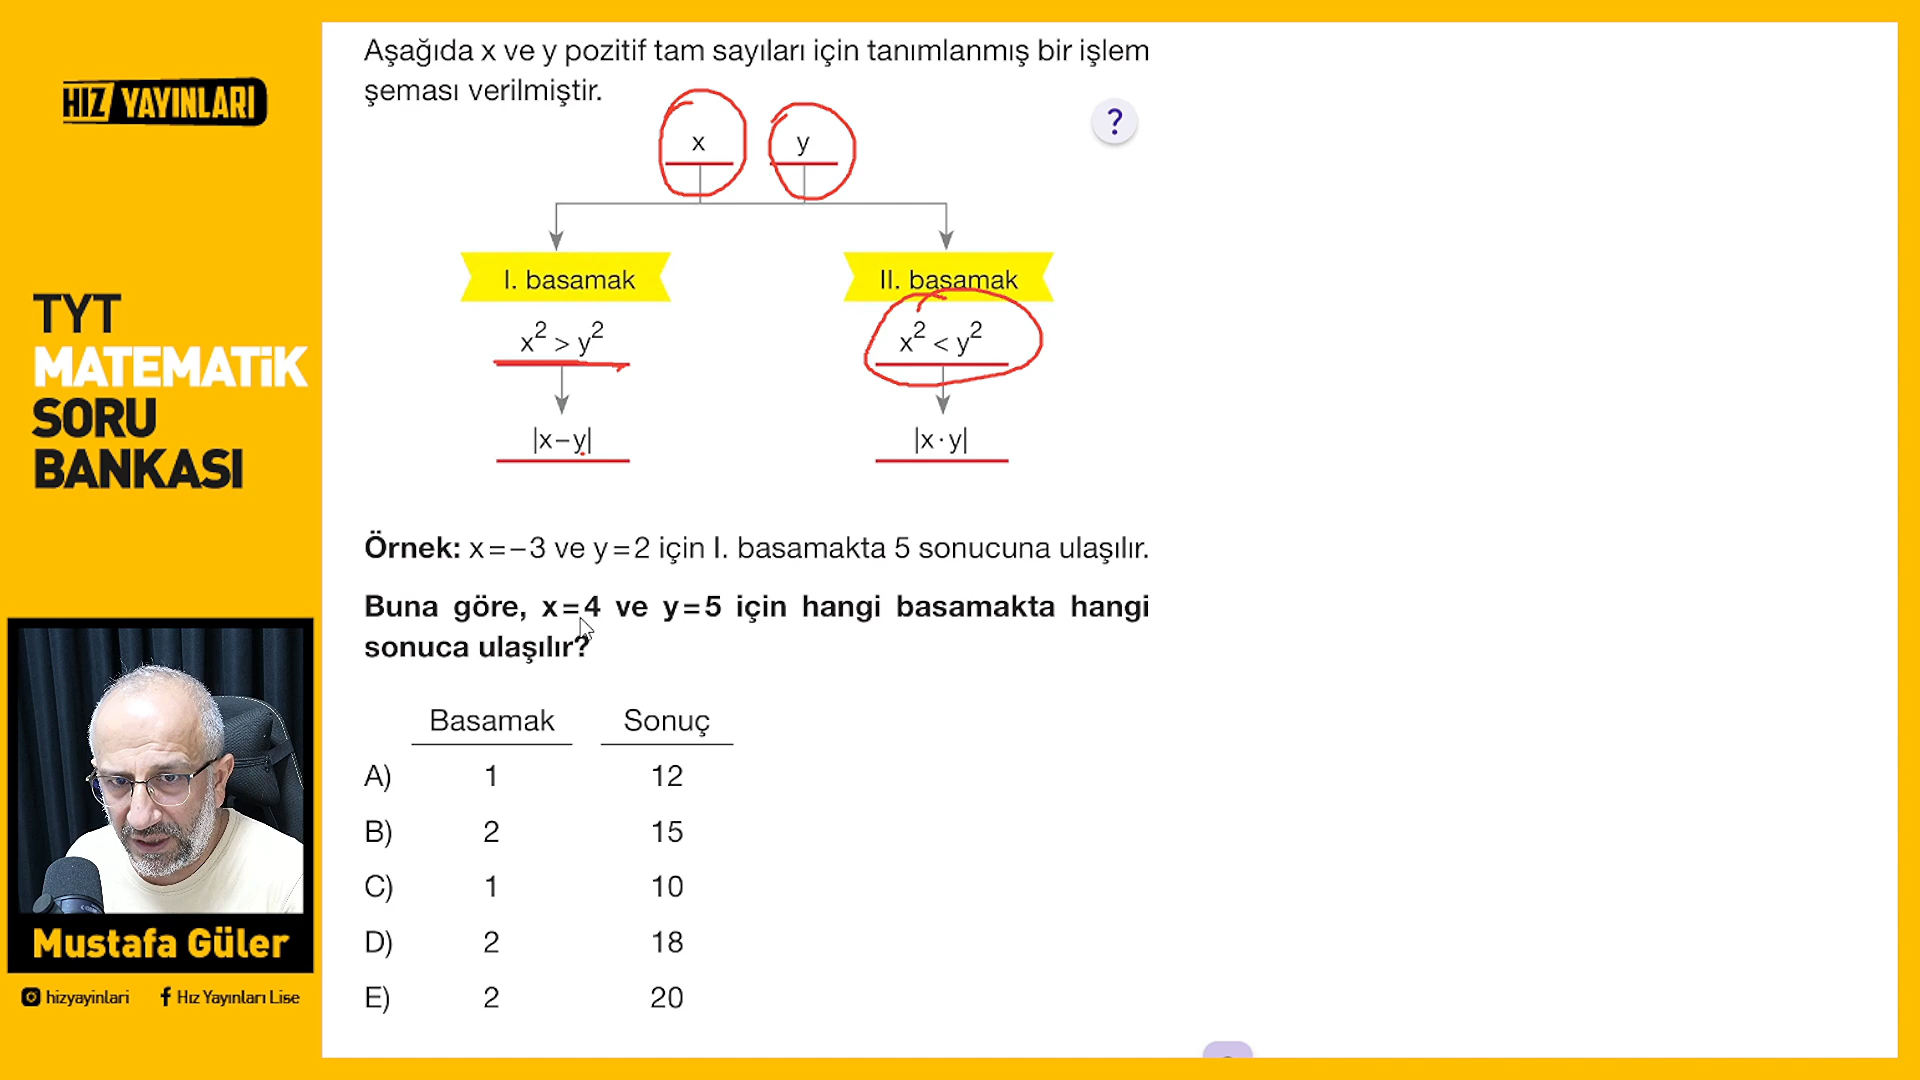 HIZ YAYINLARI
TYT
MATEMATİK
SORU
BANKASI
Mustafa Güler
hizyayinlari
f Hız Yayınları Lise
Aşağıda x ve y pozitif tam sayıları için tanımlanmış bir işlem
şeması verilmiştir.
?
x y
I. basamak II. basamak
x² > y² x² < y²
|x – y| |x · y|
Örnek: x = – 3 ve y = 2 için I. basamakta 5 sonucuna ulaşılır.
Buna göre, x = 4 ve y = 5 için hangi basamakta hangi
sonuca ulaşılır?
Basamak Sonuç
A) 1 12
B) 2 15
C) 1 10
D) 2 18
E) 2 20